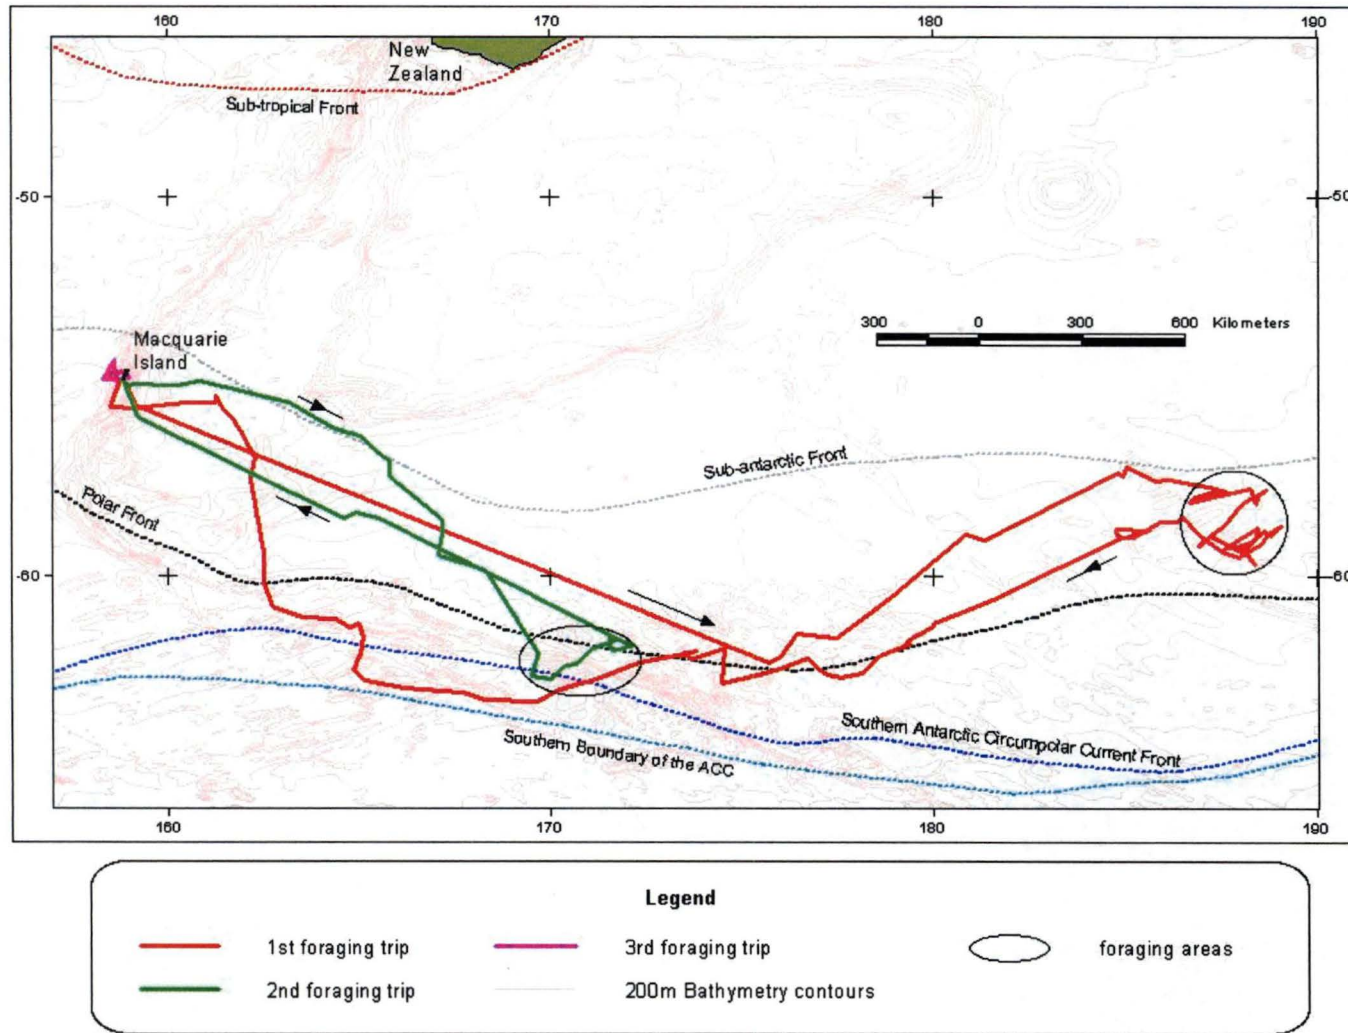 160 170 180 190
New
Zealand
Sub-tropical Front
-50 -50
300 0 300 600 Kilometers
Macquarie
Island
Sub-antarctic Front
Polar Front
-60 -60
Southern Antarctic Circumpolar Current Front
Southern Boundary of the ACC
160 170 180 190
Legend
1st foraging trip 3rd foraging trip foraging areas
2nd foraging trip 200m Bathymetry contours